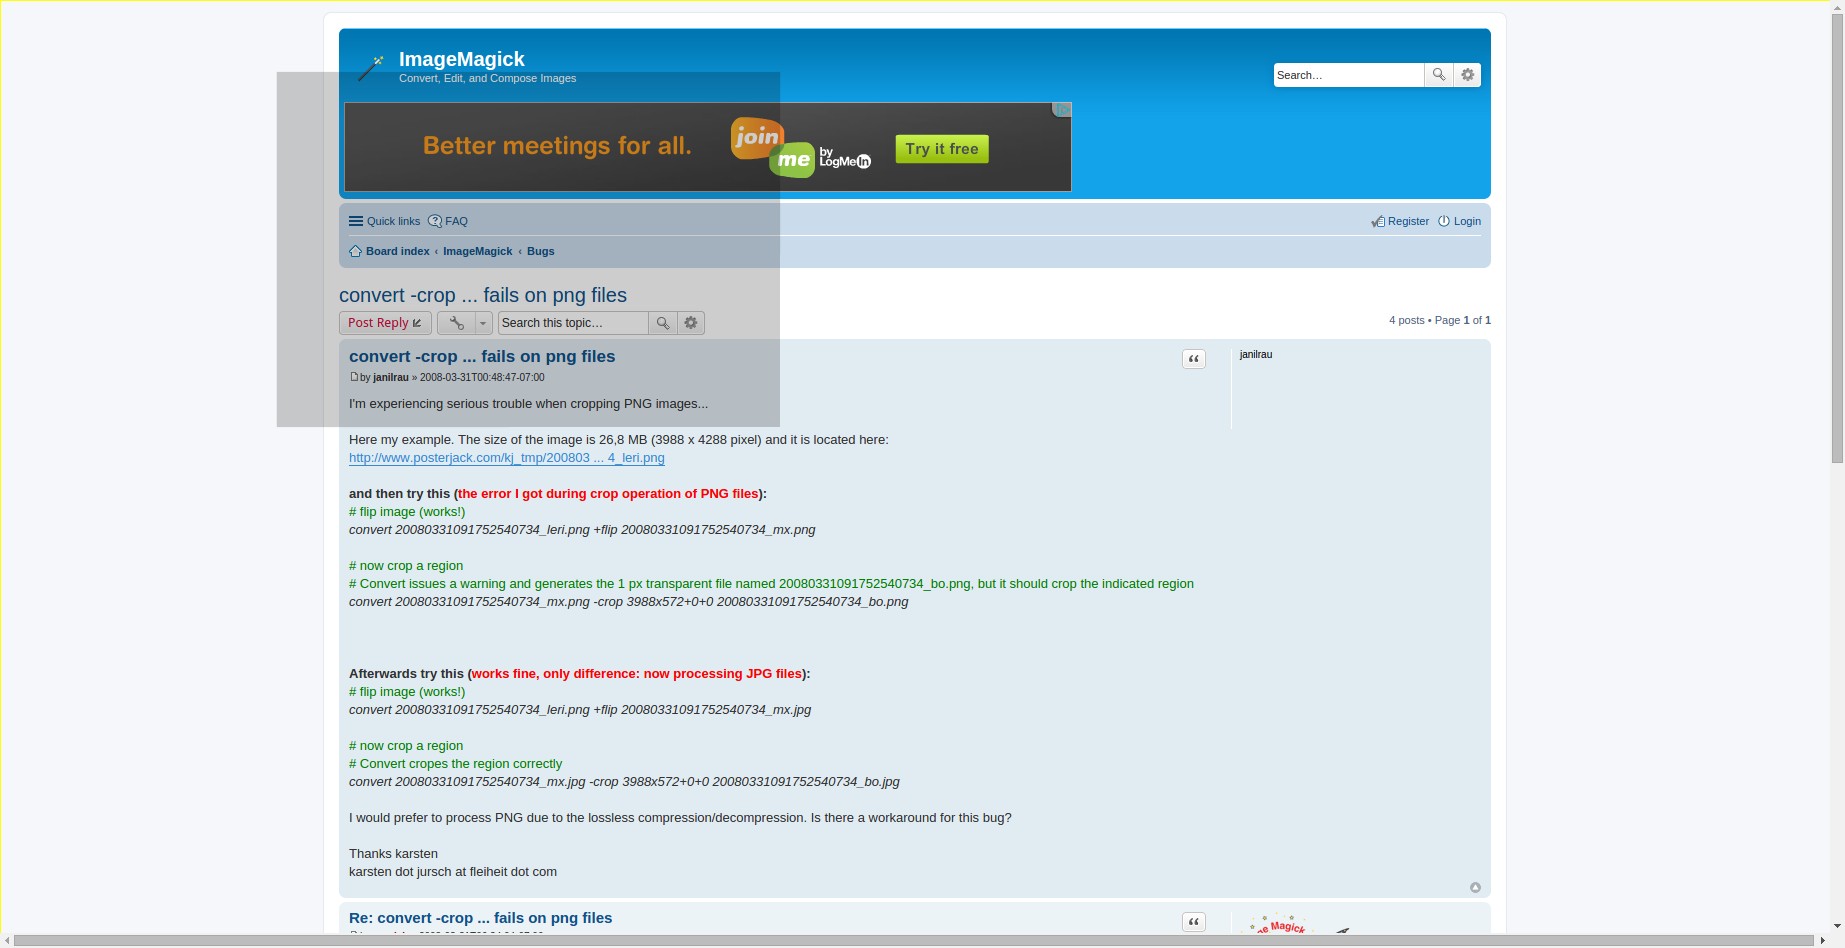 ImageMagick
Convert, Edit, and Compose Images
Search…
Better meetings for all.
join
me
by
LogMeIn
Try it free
Quick links FAQ
Register Login
Board index ‹ ImageMagick ‹ Bugs
convert -crop ... fails on png files
Post Reply
Search this topic…
4 posts • Page 1 of 1
convert -crop ... fails on png files
janilrau
by janilrau » 2008-03-31T00:48:47-07:00
I'm experiencing serious trouble when cropping PNG images...
Here my example. The size of the image is 26,8 MB (3988 x 4288 pixel) and it is located here:
http://www.posterjack.com/kj_tmp/200803 ... 4_leri.png
and then try this (the error I got during crop operation of PNG files):
# flip image (works!)
convert 20080331091752540734_leri.png +flip 20080331091752540734_mx.png
# now crop a region
# Convert issues a warning and generates the 1 px transparent file named 20080331091752540734_bo.png, but it should crop the indicated region
convert 20080331091752540734_mx.png -crop 3988x572+0+0 20080331091752540734_bo.png
Afterwards try this (works fine, only difference: now processing JPG files):
# flip image (works!)
convert 20080331091752540734_leri.png +flip 20080331091752540734_mx.jpg
# now crop a region
# Convert cropes the region correctly
convert 20080331091752540734_mx.jpg -crop 3988x572+0+0 20080331091752540734_bo.jpg
I would prefer to process PNG due to the lossless compression/decompression. Is there a workaround for this bug?
Thanks karsten
karsten dot jursch at fleiheit dot com
Re: convert -crop ... fails on png files
Magick